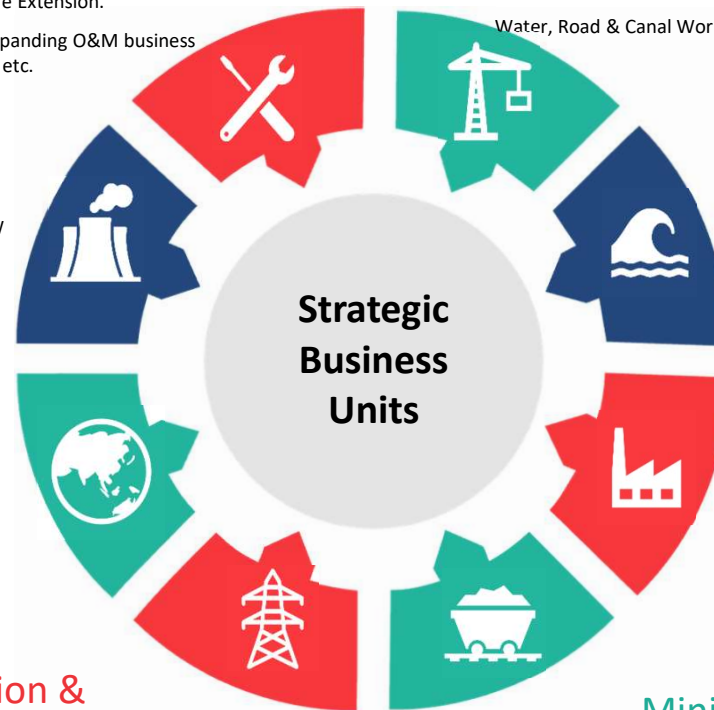 e Extension.
panding O&M business
etc.
Water, Road & Canal Wor
Strategic
Business
Units
ion &
Mini